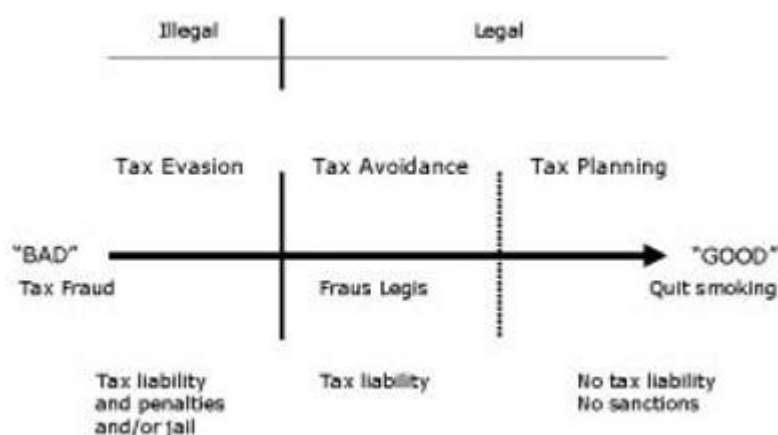 Illegal Legal
Tax Evasion Tax Avoidance Tax Planning
"BAD" "GOOD"
Tax Fraud Fraus Legis Quit smoking
Tax liability Tax liability No tax liability
and penalties No sanctions
and/or jail